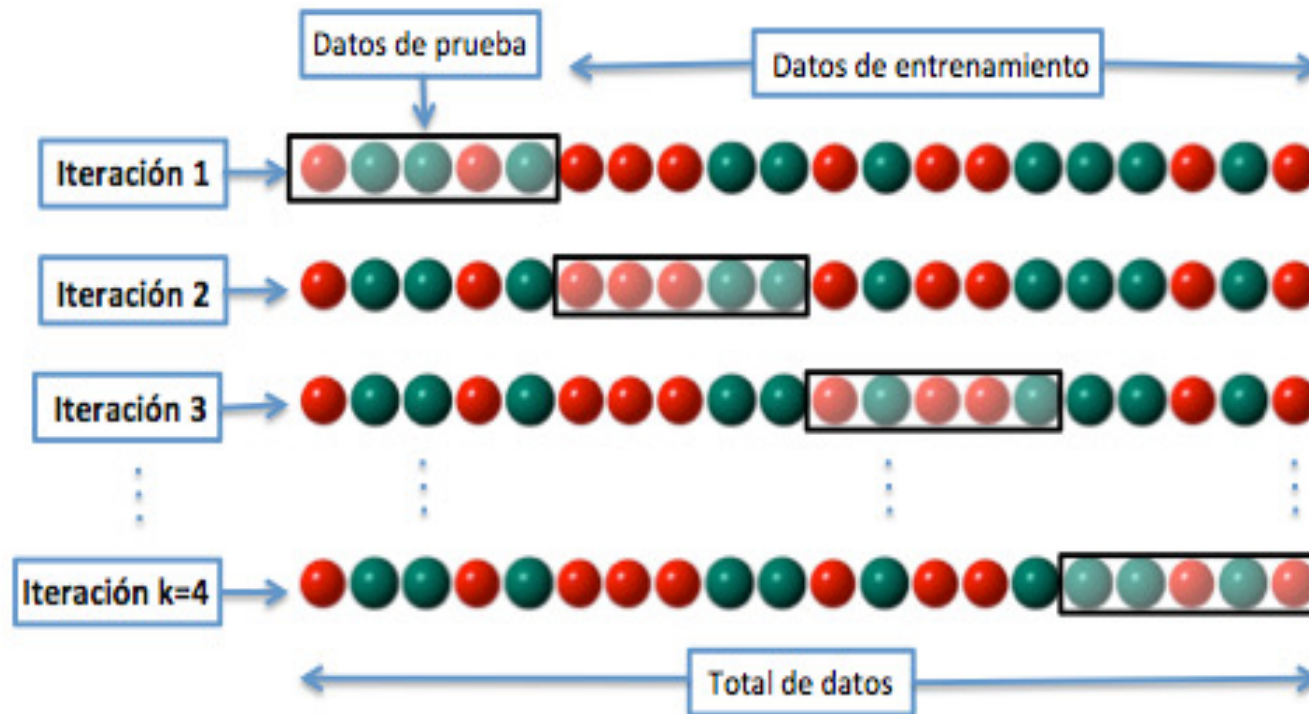 Datos de prueba
Datos de entrenamiento
Iteración 1
Iteración 2
Iteración 3
Iteración k=4
Total de datos